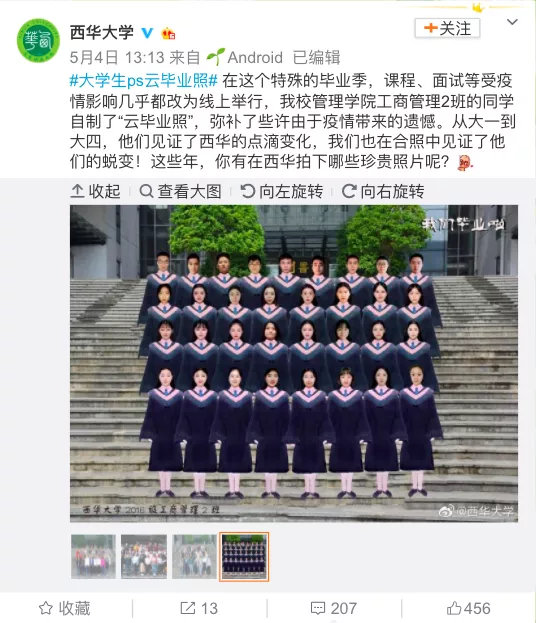 西华大学
+关注
5月4日 13:13 来自 Android 已编辑
#大学生ps云毕业照# 在这个特殊的毕业季，课程、面试等受疫
情影响几乎都改为线上举行，我校管理学院工商管理2班的同学
自制了“云毕业照”，弥补了些许由于疫情带来的遗憾。从大一到
大四，他们见证了西华的点滴变化，我们也在合照中见证了他
们的蜕变！这些年，你有在西华拍下哪些珍贵照片呢？
收起 查看大图 向左旋转 向右旋转
我们毕业啦
西华大学 2016 级工商管理 2 班
@西华大学
收藏 13 207 456